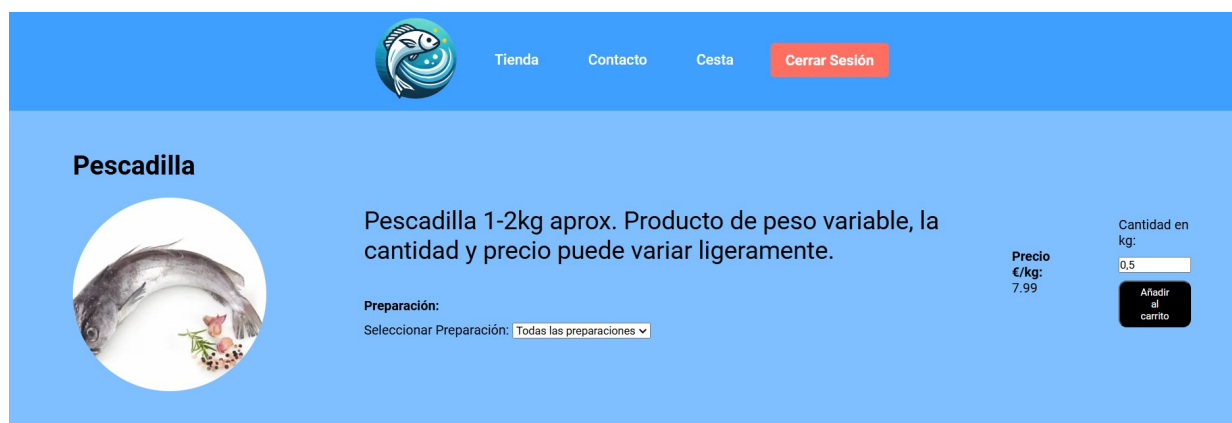 Tienda
Contacto
Cesta
Cerrar Sesión
Pescadilla
Pescadilla 1-2kg aprox. Producto de peso variable, la
cantidad y precio puede variar ligeramente.
Preparación:
Seleccionar Preparación: Todas las preparaciones
Precio
€/kg:
7.99
Cantidad en
kg:
0,5
Añadir
al
carrito